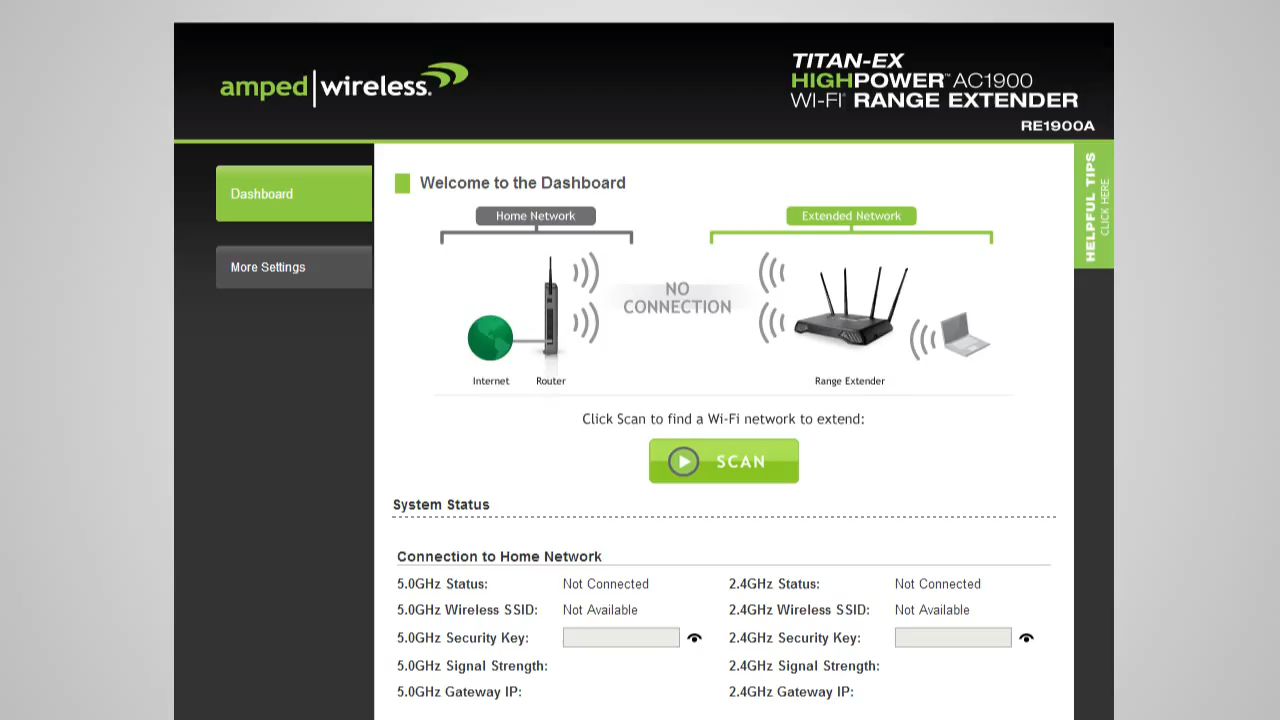 amped|wireless.
TITAN-EX
HIGHPOWER™ AC1900
WI-FI® RANGE EXTENDER
RE1900A
Dashboard
More Settings
HELPFUL TIPS
CLICK HERE
Welcome to the Dashboard
Home Network
Extended Network
NO
CONNECTION
Internet
Router
Range Extender
Click Scan to find a Wi-Fi network to extend:
SCAN
System Status
Connection to Home Network
5.0GHz Status: Not Connected 2.4GHz Status: Not Connected
5.0GHz Wireless SSID: Not Available 2.4GHz Wireless SSID: Not Available
5.0GHz Security Key: 2.4GHz Security Key:
5.0GHz Signal Strength: 2.4GHz Signal Strength:
5.0GHz Gateway IP: 2.4GHz Gateway IP: